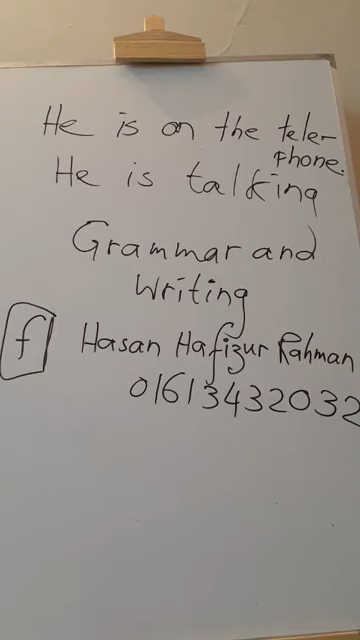 He is on the tele-
phone.
He is talking
Grammar and
Writing
f Hasan Hafizur Rahman
01613432032